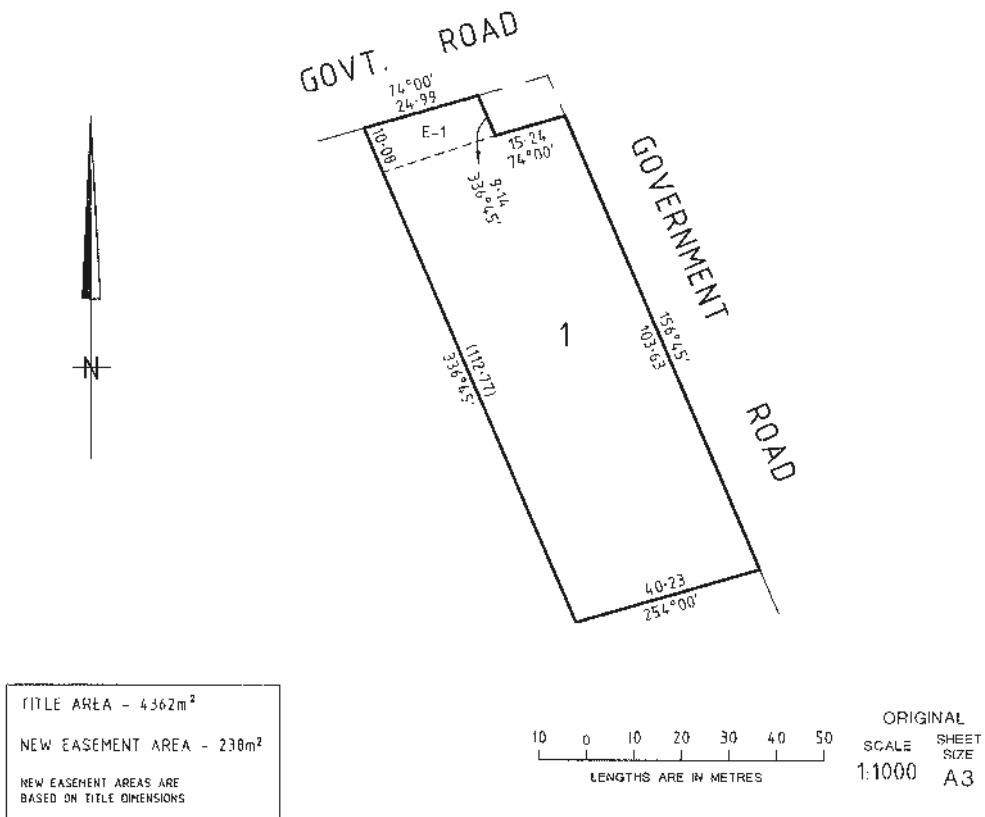 GOVT. ROAD
74°00'
24·99
10·08
E-1
15·24
74°00'
9·14
336°45'
GOVERNMENT
ROAD
1
156°45'
103·63
(112·77)
336°45'
N
40·23
254°00'
TITLE AREA - 4362m²
NEW EASEMENT AREA - 238m²
NEW EASEMENT AREAS ARE
BASED ON TITLE DIMENSIONS
10 0 10 20 30 40 50
LENGTHS ARE IN METRES
ORIGINAL
SCALE
1:1000
SHEET
SIZE
A3